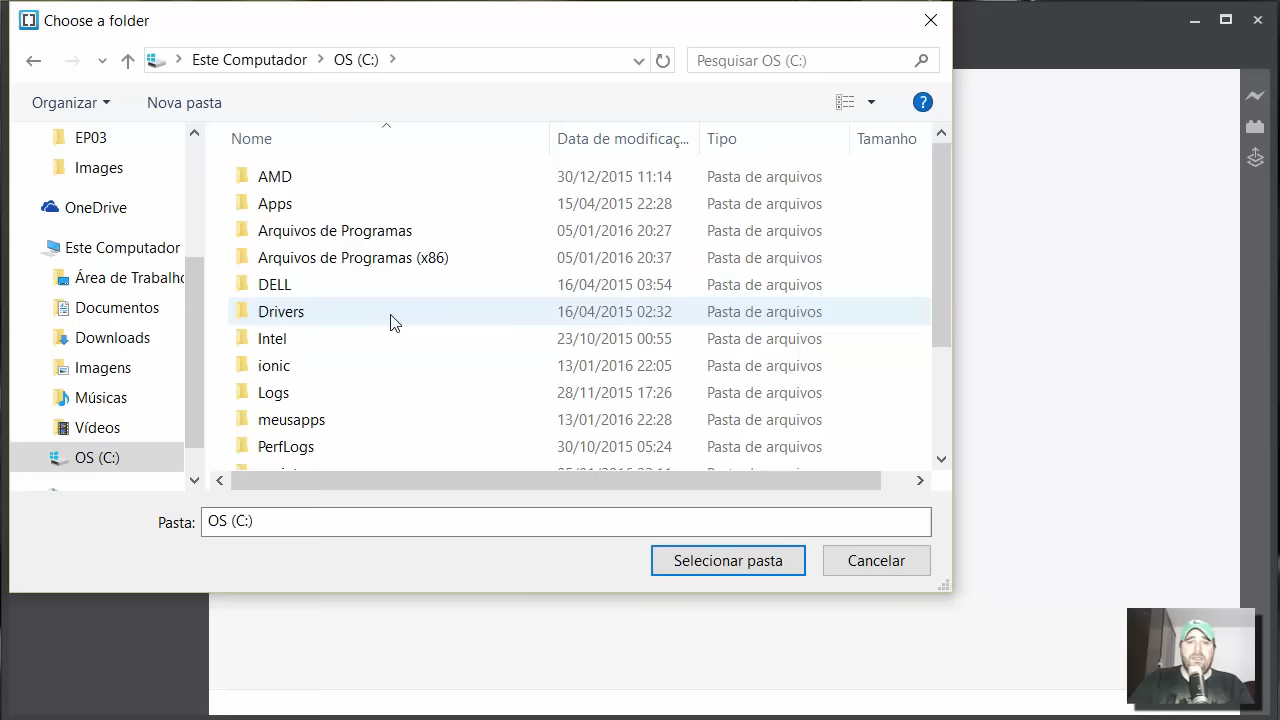 Choose a folder
Este Computador OS (C:)
Pesquisar OS (C:)
Organizar
Nova pasta
?
Nome
Data de modificaç...
Tipo
Tamanho
EP03
Images
OneDrive
Este Computador
Área de Trabalho
Documentos
Downloads
Imagens
Músicas
Vídeos
OS (C:)
AMD 30/12/2015 11:14 Pasta de arquivos
Apps 15/04/2015 22:28 Pasta de arquivos
Arquivos de Programas 05/01/2016 20:27 Pasta de arquivos
Arquivos de Programas (x86) 05/01/2016 20:37 Pasta de arquivos
DELL 16/04/2015 03:54 Pasta de arquivos
Drivers 16/04/2015 02:32 Pasta de arquivos
Intel 23/10/2015 00:55 Pasta de arquivos
ionic 13/01/2016 22:05 Pasta de arquivos
Logs 28/11/2015 17:26 Pasta de arquivos
meusapps 13/01/2016 22:28 Pasta de arquivos
PerfLogs 30/10/2015 05:24 Pasta de arquivos
Pasta: OS (C:)
Selecionar pasta
Cancelar